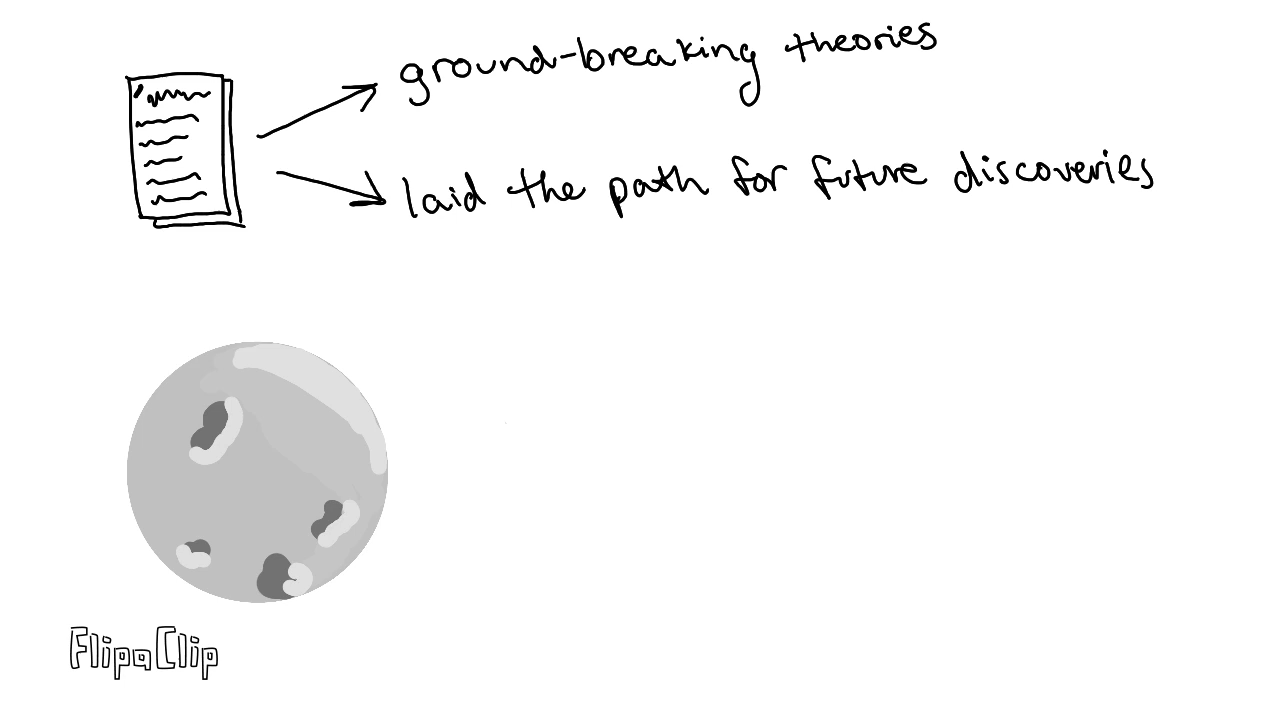 ground-breaking theories
laid the path for future discoveries
FlipaClip